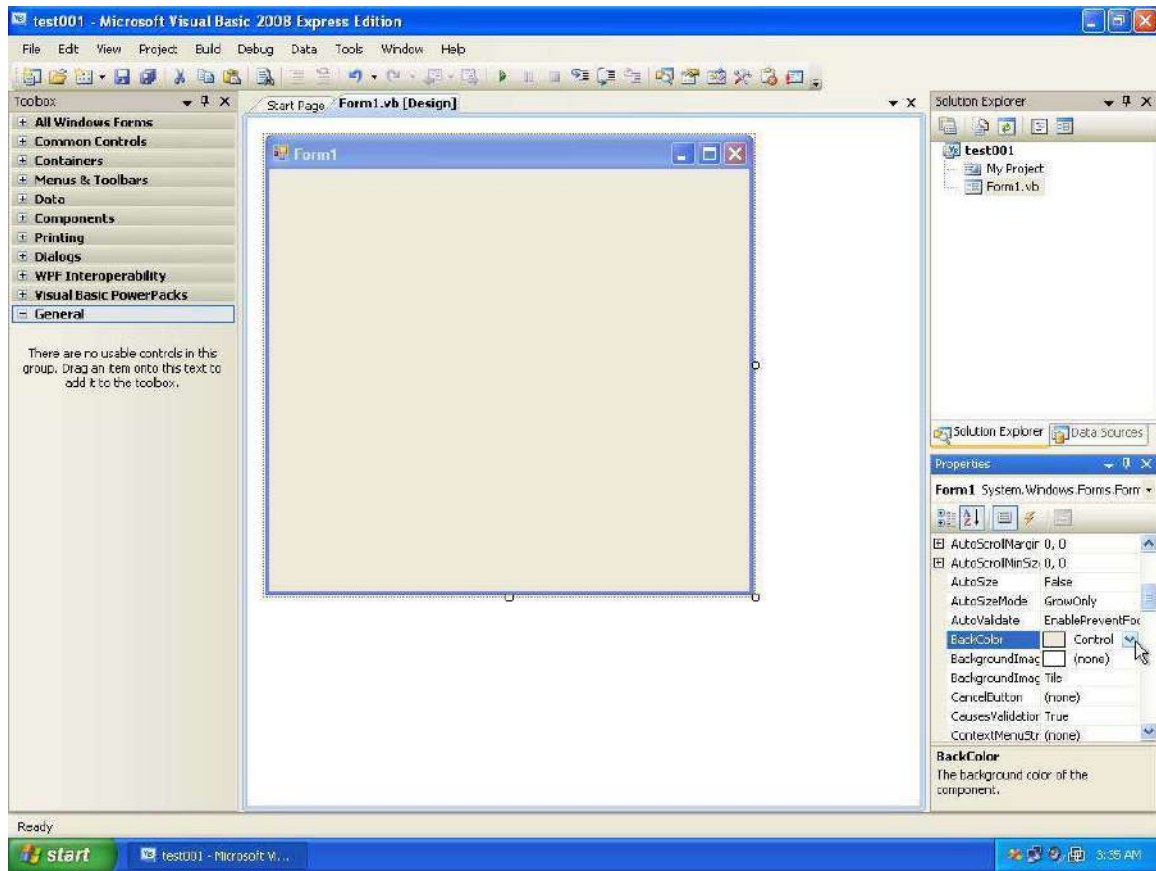 test001 - Microsoft Visual Basic 2008 Express Edition
File Edit View Project Build Debug Data Tools Window Help
Toolbox
All Windows Forms
Common Controls
Containers
Menus & Toolbars
Data
Components
Printing
Dialogs
WPF Interoperability
Visual Basic PowerPacks
General
There are no usable controls in this
group. Drag an item onto this text to
add it to the toolbox.
Start Page Form1.vb [Design]
Form1
Solution Explorer
test001
My Project
Form1.vb
Solution Explorer Data Sources
Properties
Form1 System.Windows.Forms.Form
AutoScrollMargin 0, 0
AutoScrollMinSiz 0, 0
AutoSize False
AutoSizeMode GrowOnly
AutoValidate EnablePreventFoc
BackColor Control
BackgroundImag (none)
BackgroundImag Tile
CancelButton (none)
CausesValidation True
ContextMenuStr (none)
BackColor
The background color of the
component.
Ready
start test001 - Microsoft V... 3:35 AM